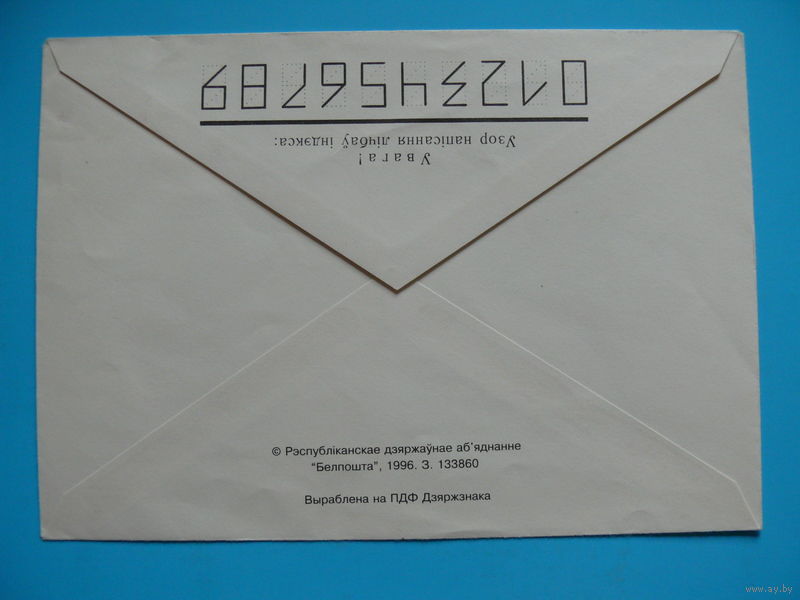 Увага!
Узор напісання лічбаў індэкса:
0123456789
© Рэспубліканскае дзяржаўнае аб'яднанне
"Белпошта", 1996. З. 133860
Выраблена на ПДФ Дзяржзнака
www.ay.by